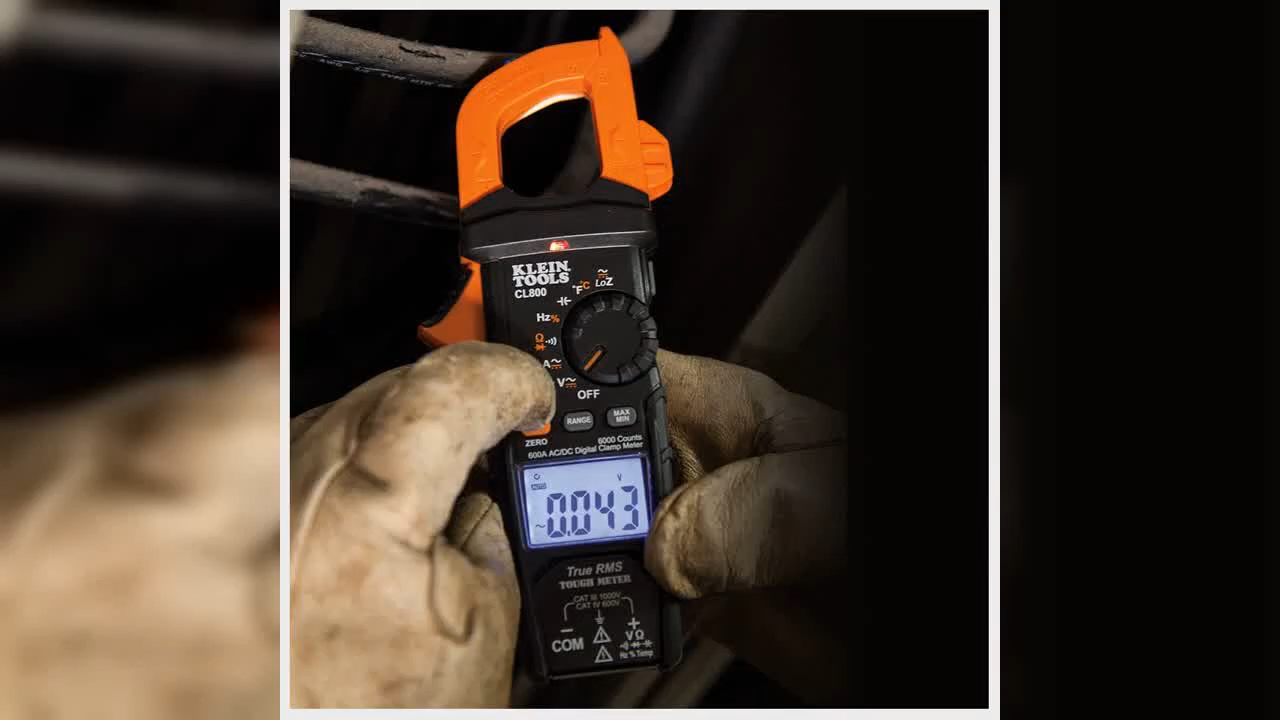 KLEIN
TOOLS
CL800
LoZ
°F°C
Hz%
Ω
A
V
OFF
RANGE
MAX
MIN
ZERO
6000 Counts
600A AC/DC Digital Clamp Meter
AUTO
V
~ 0.043
True RMS
TOUGH METER
CAT III 1000V
CAT IV 600V
− +
COM
VΩ
Hz % Temp